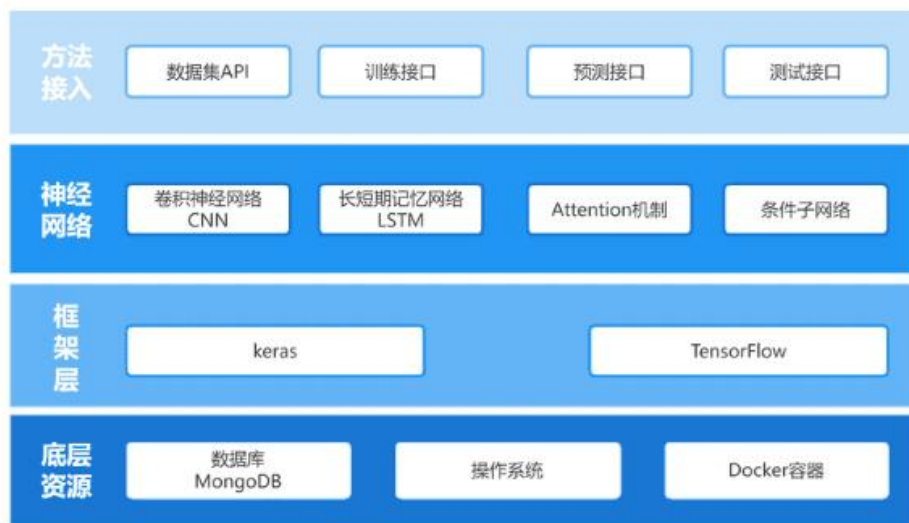 方法
接入
数据集API
训练接口
预测接口
测试接口
神经
网络
卷积神经网络
CNN
长短期记忆网络
LSTM
Attention机制
条件子网络
框
架
层
keras
TensorFlow
底层
资源
数据库
MongoDB
操作系统
Docker容器